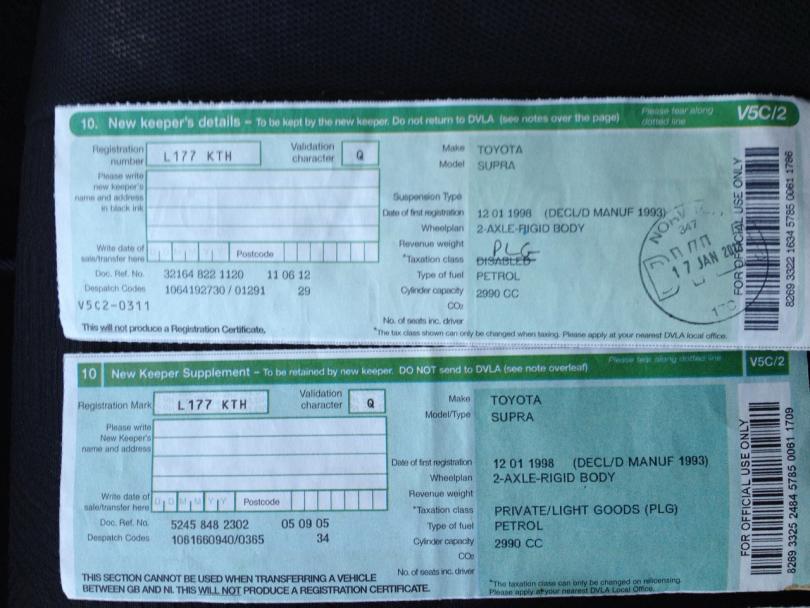 10. New keeper's details – To be kept by the new keeper. Do not return to DVLA (see notes over the page)
Please tear along dotted line
V5C/2
Registration number
L177 KTH
Validation character
Q
Make TOYOTA
Model SUPRA
Please write new keeper's name and address in black ink
Suspension Type
Date of first registration 12 01 1998 (DECL/D MANUF 1993)
Wheelplan 2-AXLE-RIGID BODY
Revenue weight
PLG
*Taxation class DISABLED
Type of fuel PETROL
Cylinder capacity 2990 CC
CO2
No. of seats inc. driver
Write date of sale/transfer here
Postcode
Doc. Ref. No. 32164 822 1120 11 06 12
Despatch Codes 1064192730 / 01291 29
V5C2-0311
This will not produce a Registration Certificate.
*The tax class shown can only be changed when taxing. Please apply at your nearest DVLA local office.
347
17 JAN
FOR OFFICIAL USE ONLY
8269 3322 1634 5785 0061 1786
10 New Keeper Supplement – To be retained by new keeper. DO NOT send to DVLA (see note overleaf)
Please tear along dotted line
V5C/2
Registration Mark
L177 KTH
Validation character
Q
Make TOYOTA
Model/Type SUPRA
Please write New Keeper's name and address
Date of first registration 12 01 1998 (DECL/D MANUF 1993)
Wheelplan 2-AXLE-RIGID BODY
Revenue weight
*Taxation class PRIVATE/LIGHT GOODS (PLG)
Type of fuel PETROL
Cylinder capacity 2990 CC
CO2
No. of seats inc. driver
Write date of sale/transfer here
D D M M Y Y
Postcode
Doc. Ref. No. 5245 848 2302 05 09 05
Despatch Codes 1061660940/0365 34
THIS SECTION CANNOT BE USED WHEN TRANSFERRING A VEHICLE
BETWEEN GB AND NI. THIS WILL NOT PRODUCE A REGISTRATION CERTIFICATE.
*The taxation class can only be changed on relicensing.
Please apply at your nearest DVLA Local Office.
FOR OFFICIAL USE ONLY
8269 3325 2484 5785 0061 1709